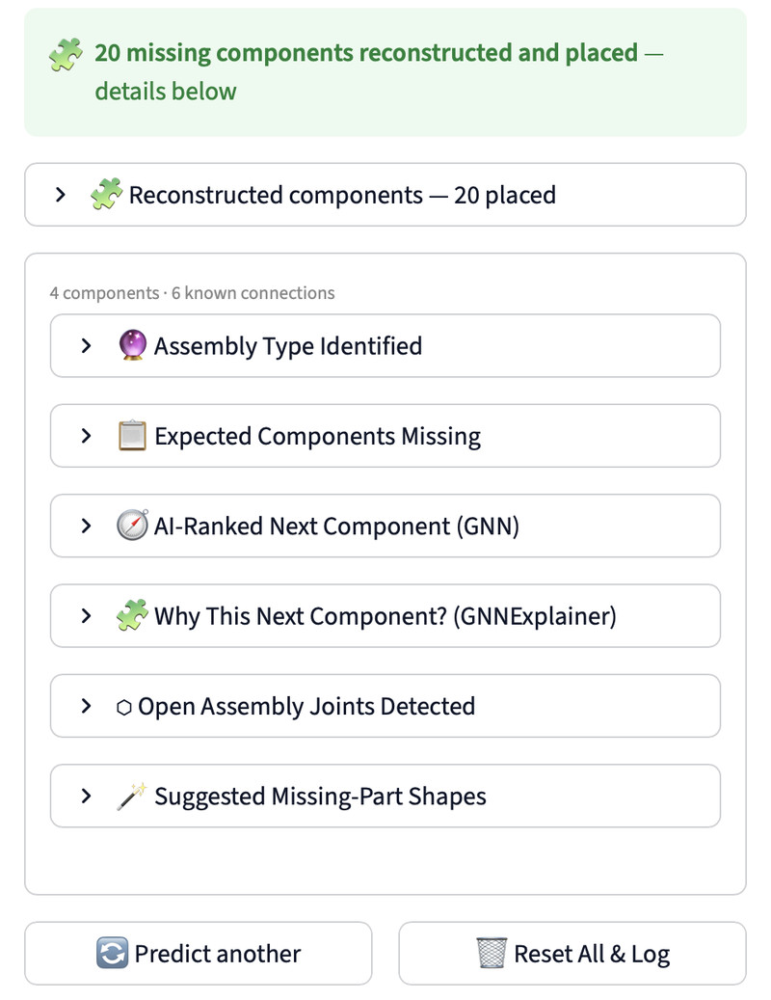 20 missing components reconstructed and placed —
details below
Reconstructed components — 20 placed
4 components · 6 known connections
Assembly Type Identified
Expected Components Missing
AI-Ranked Next Component (GNN)
Why This Next Component? (GNNExplainer)
Open Assembly Joints Detected
Suggested Missing-Part Shapes
Predict another
Reset All & Log